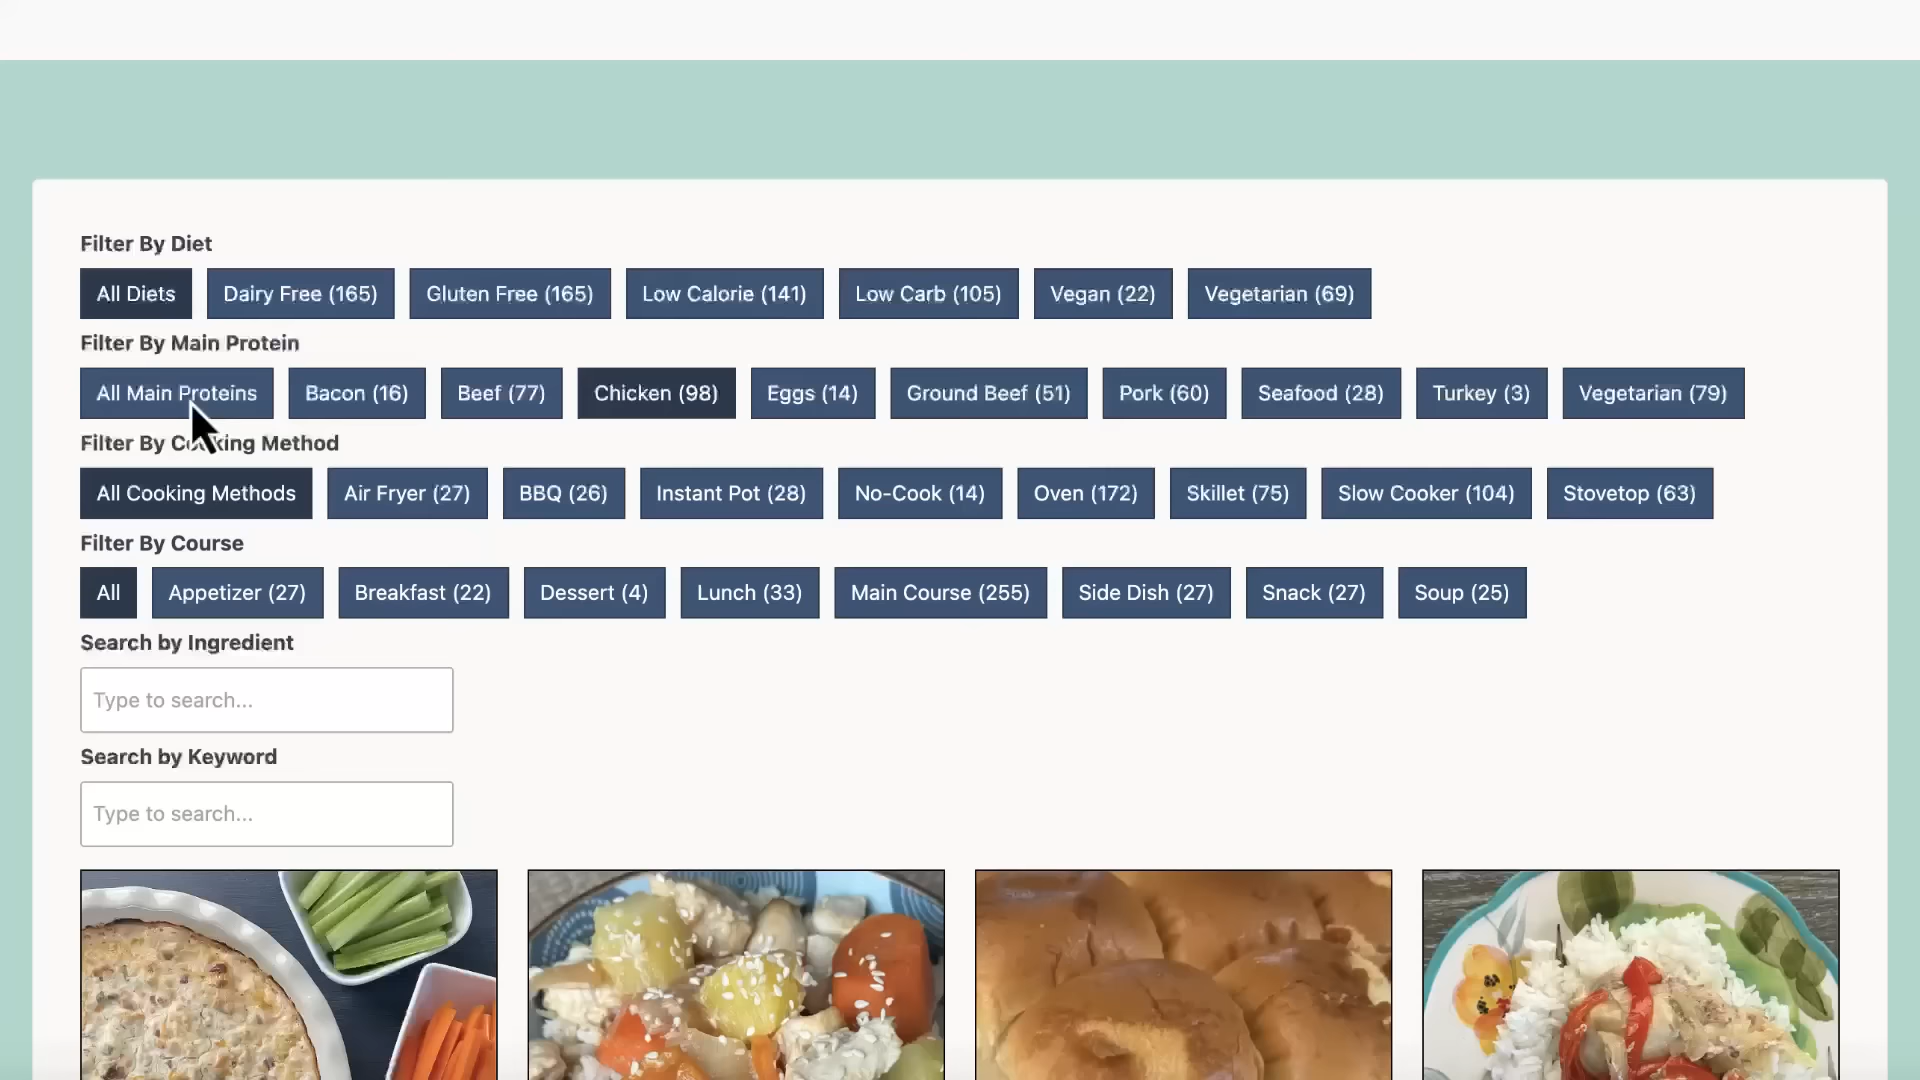 Filter By Diet
All Diets Dairy Free (165) Gluten Free (165) Low Calorie (141) Low Carb (105) Vegan (22) Vegetarian (69)
Filter By Main Protein
All Main Proteins Bacon (16) Beef (77) Chicken (98) Eggs (14) Ground Beef (51) Pork (60) Seafood (28) Turkey (3) Vegetarian (79)
Filter By Cooking Method
All Cooking Methods Air Fryer (27) BBQ (26) Instant Pot (28) No-Cook (14) Oven (172) Skillet (75) Slow Cooker (104) Stovetop (63)
Filter By Course
All Appetizer (27) Breakfast (22) Dessert (4) Lunch (33) Main Course (255) Side Dish (27) Snack (27) Soup (25)
Search by Ingredient
Type to search...
Search by Keyword
Type to search...